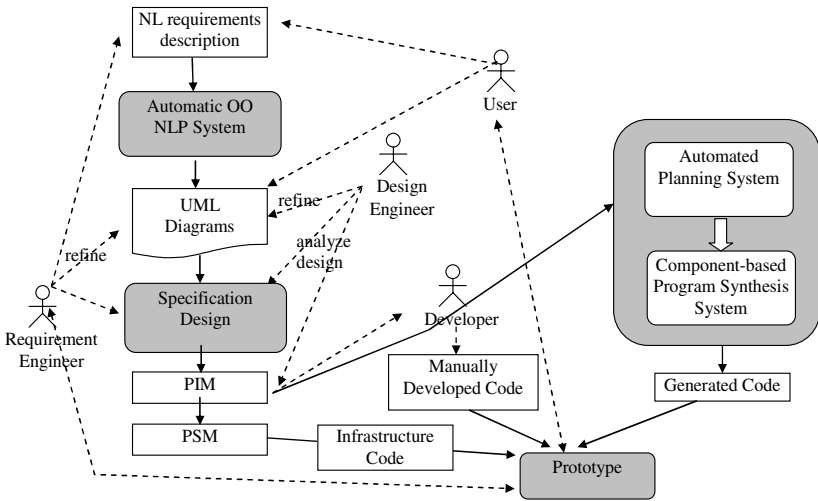 NL requirements
description
User
Automatic OO
NLP System
Automated
Planning System
Design
Engineer
UML
Diagrams
refine
refine
analyze
design
Component-based
Program Synthesis
System
Specification
Design
Requirement
Engineer
Developer
PIM
Manually
Developed Code
Generated Code
PSM
Infrastructure
Code
Prototype